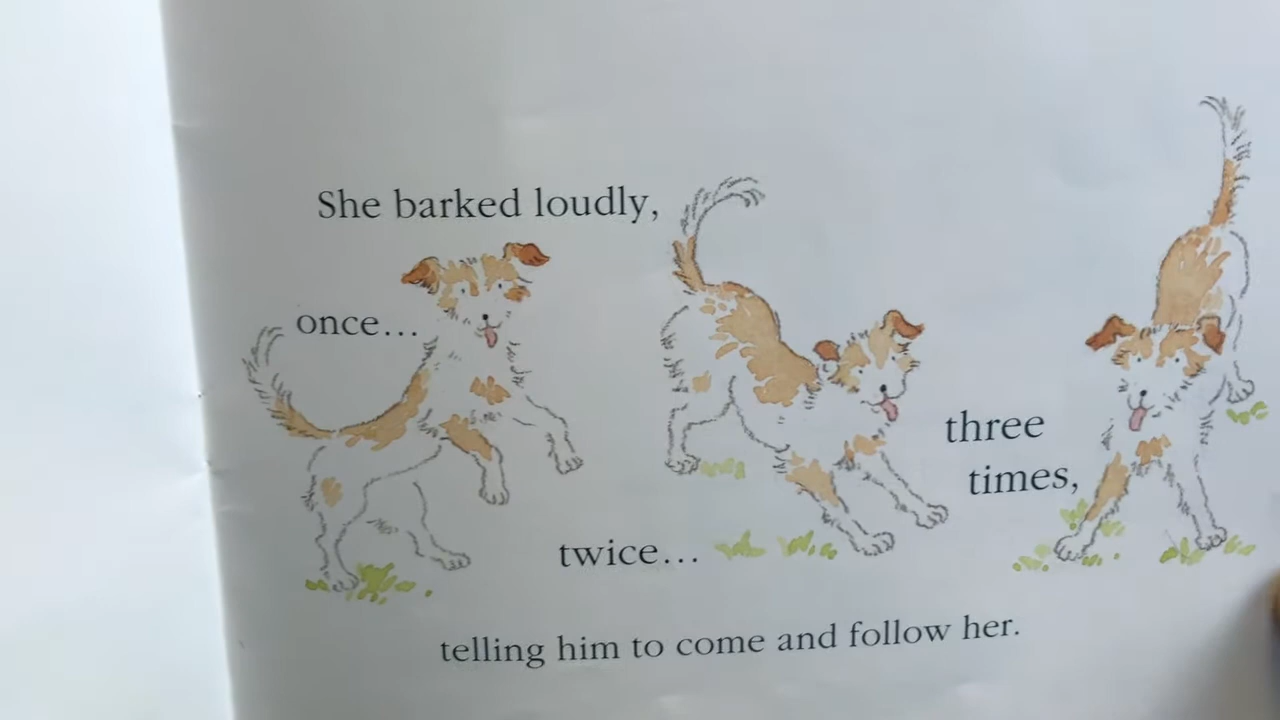 She barked loudly,
once...
twice...
three
times,
telling him to come and follow her.